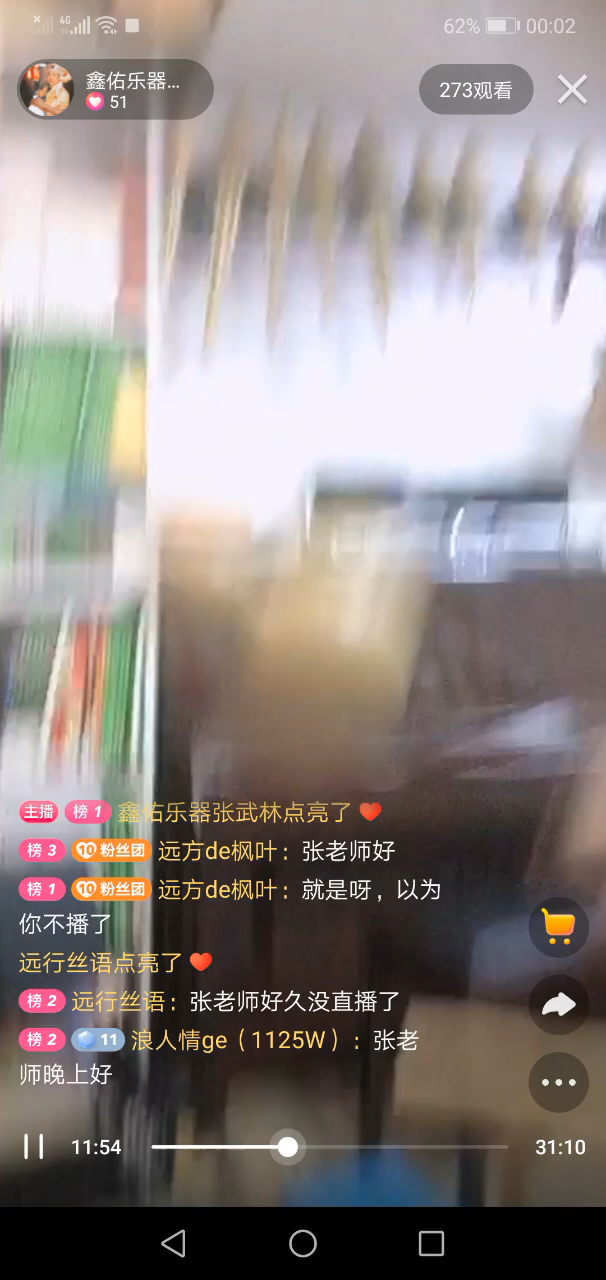 4G 62% 00:02
鑫佑乐器...
51
273观看
主播 榜 1 鑫佑乐器张武林点亮了
榜 3 10 粉丝团 远方de枫叶：张老师好
榜 1 10 粉丝团 远方de枫叶：就是呀，以为
你不播了
远行丝语点亮了
榜 2 远行丝语：张老师好久没直播了
榜 2 11 浪人情ge（1125W）：张老
师晚上好
11:54 31:10